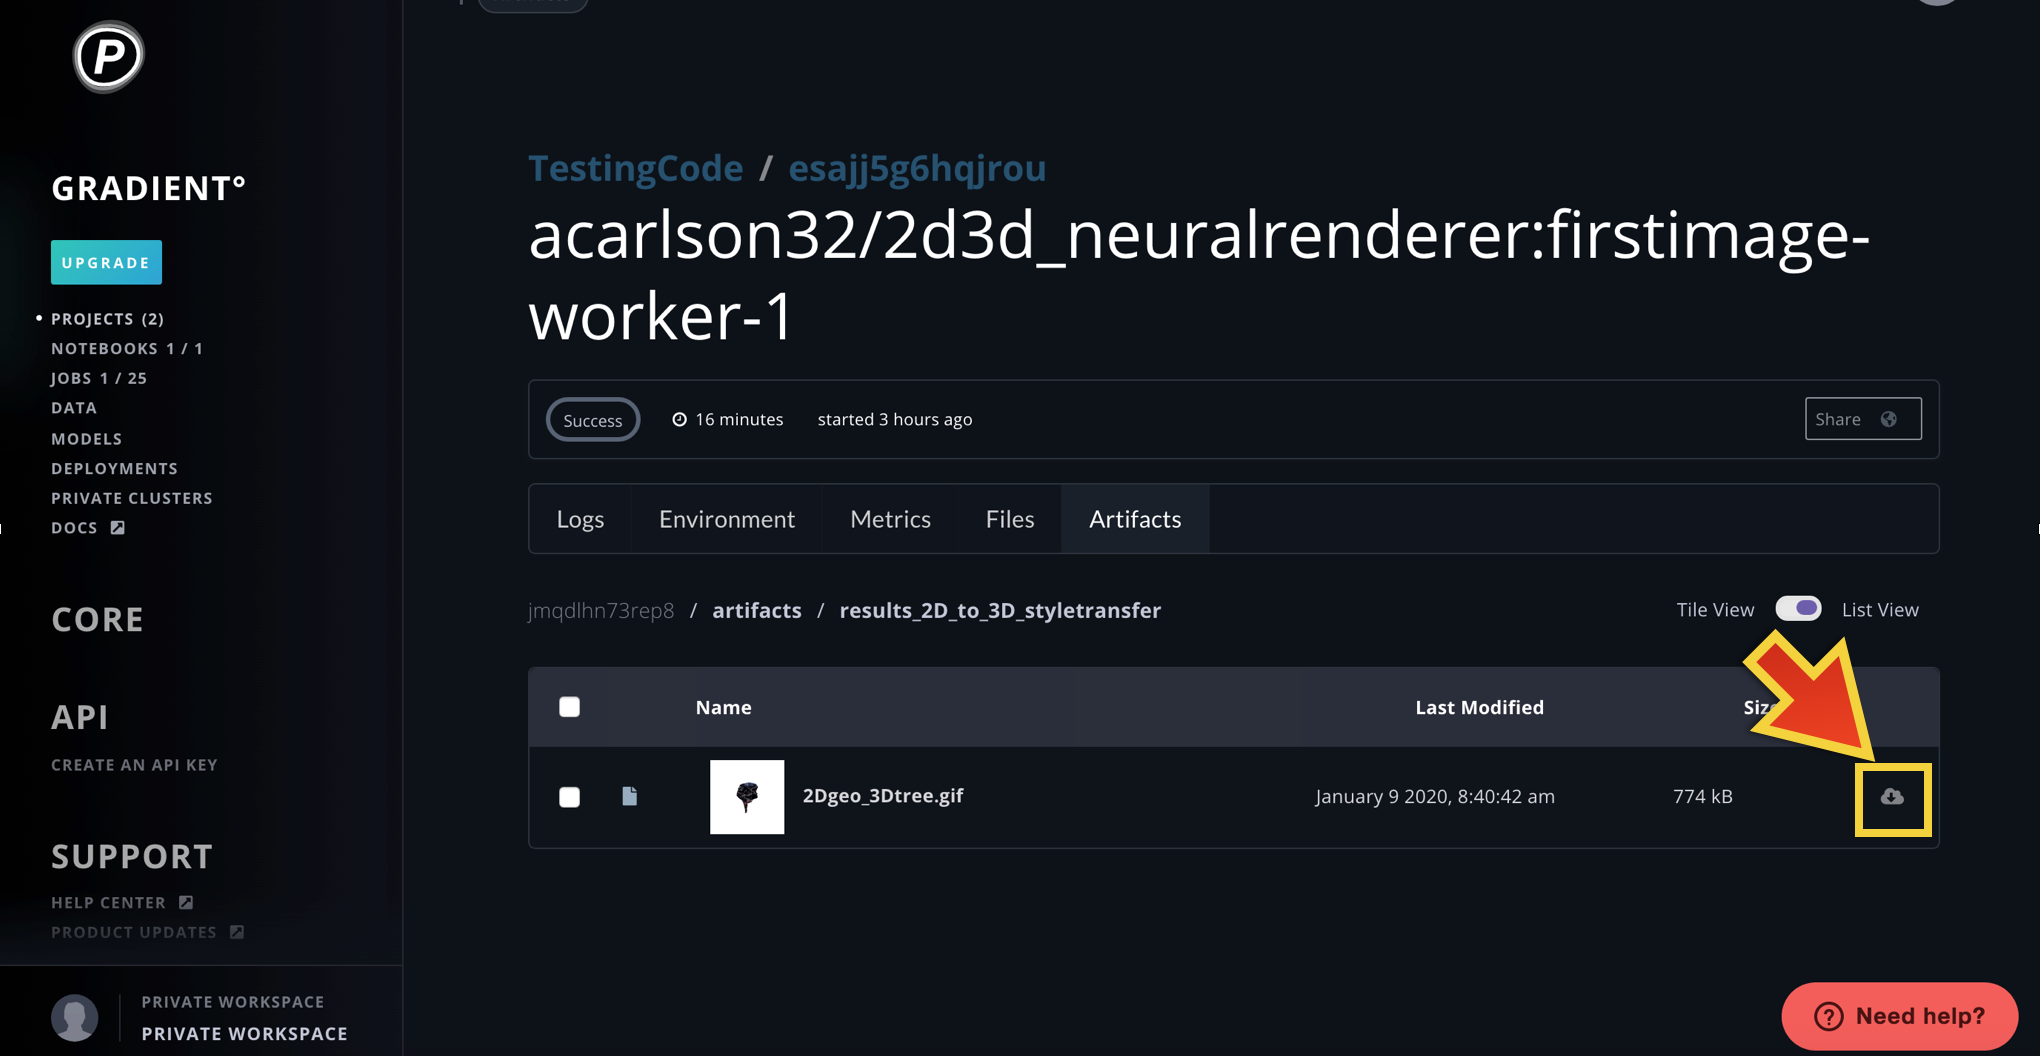 P
GRADIENT°
UPGRADE
PROJECTS (2)
NOTEBOOKS 1 / 1
JOBS 1 / 25
DATA
MODELS
DEPLOYMENTS
PRIVATE CLUSTERS
DOCS
CORE
API
CREATE AN API KEY
SUPPORT
HELP CENTER
PRODUCT UPDATES
PRIVATE WORKSPACE
PRIVATE WORKSPACE
TestingCode / esajj5g6hqjrou
acarlson32/2d3d_neuralrenderer:firstimage-
worker-1
Success 16 minutes started 3 hours ago Share
Logs Environment Metrics Files Artifacts
jmqdlhn73rep8 / artifacts / results_2D_to_3D_styletransfer Tile View List View
Name Last Modified Size
2Dgeo_3Dtree.gif January 9 2020, 8:40:42 am 774 kB
Need help?